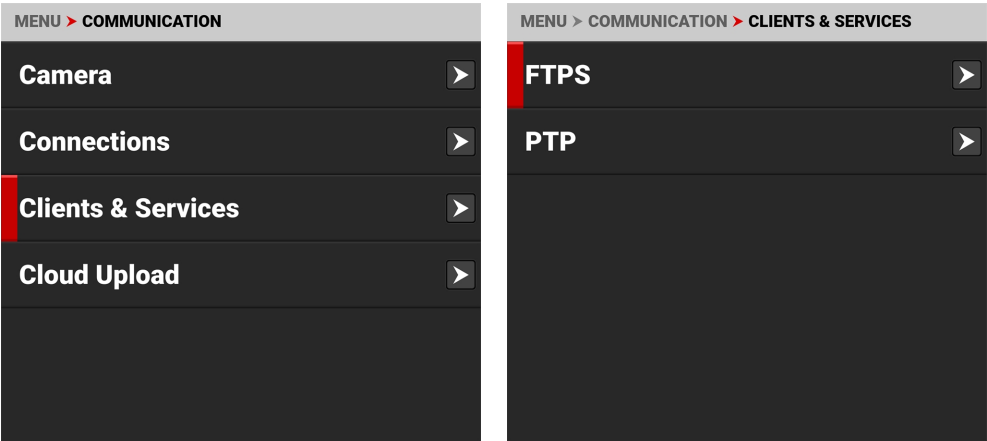 MENU > COMMUNICATION
Camera
Connections
Clients & Services
Cloud Upload
MENU > COMMUNICATION > CLIENTS & SERVICES
FTPS
PTP